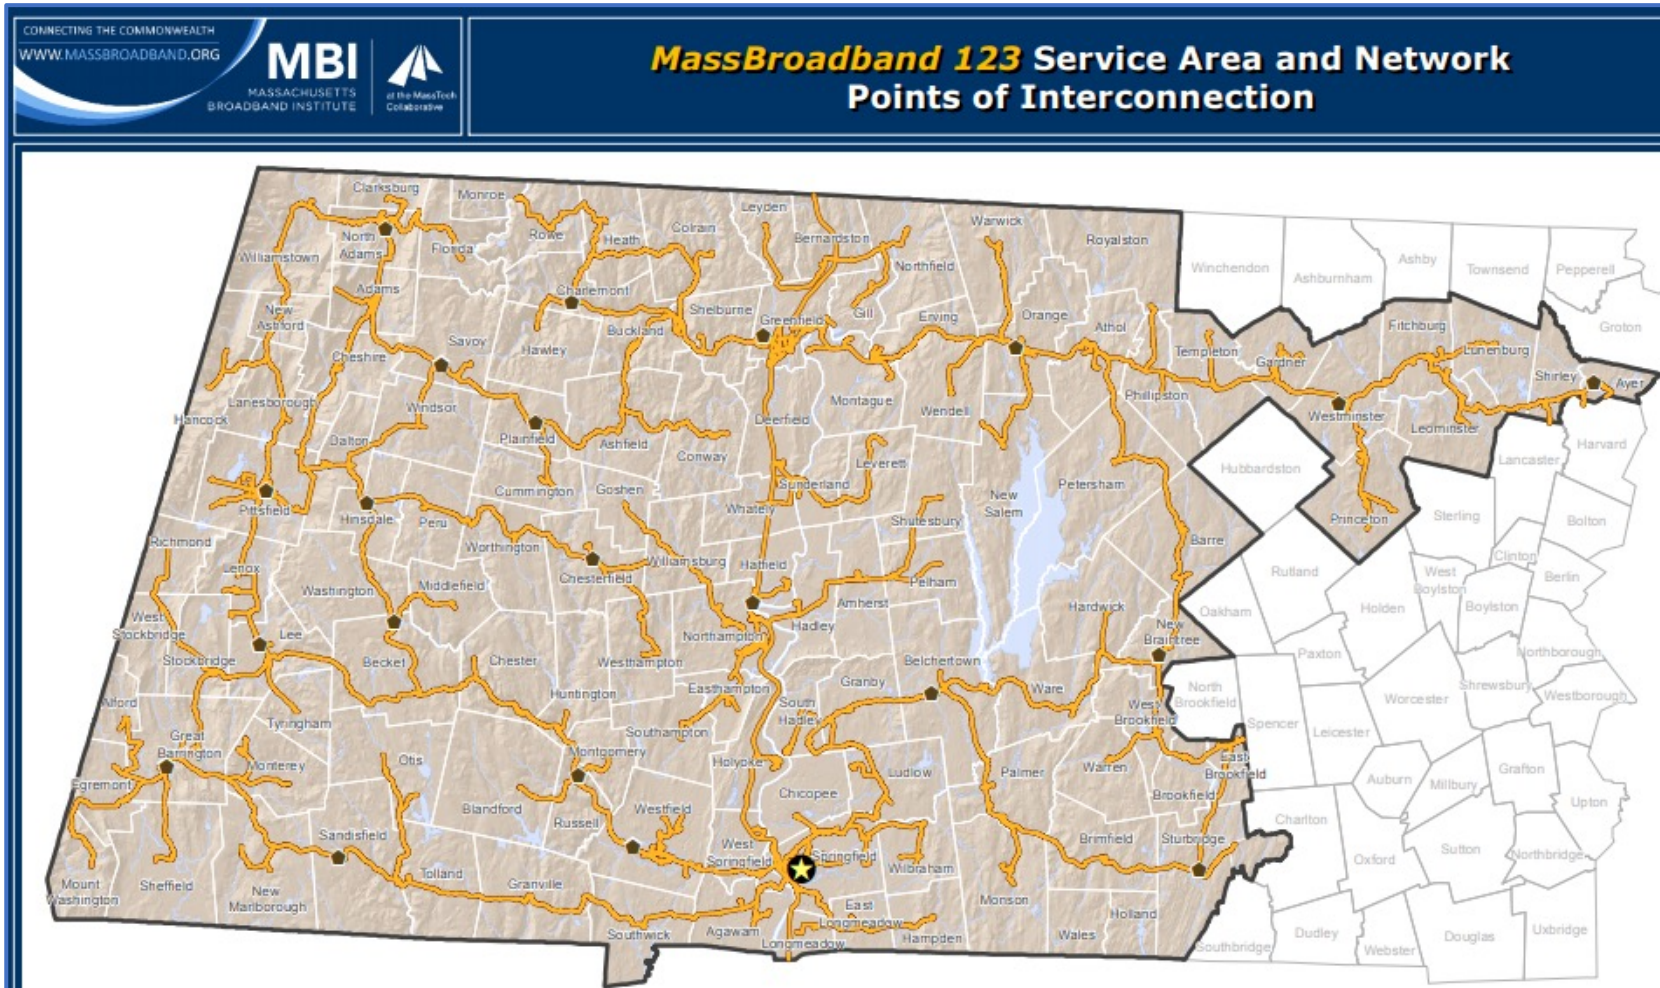 CONNECTING THE COMMONWEALTH
WWW.MASSBROADBAND.ORG
MBI
MASSACHUSETTS
BROADBAND INSTITUTE
at the MassTech
Collaborative
MassBroadband 123 Service Area and Network
Points of Interconnection
Clarksburg
Monroe
Leyden
Warwick
Williamstown
North
Adams
Florida
Rowe
Heath
Colrain
Bernardston
Northfield
Royalston
Winchendon
Ashburnham
Ashby
Townsend
Pepperell
Groton
New
Ashford
Adams
Charlemont
Shelburne
Greenfield
Gill
Erving
Orange
Athol
Buckland
Savoy
Hawley
Cheshire
Templeton
Gardner
Fitchburg
Lunenburg
Shirley
Ayer
Hancock
Lanesborough
Windsor
Dalton
Plainfield
Ashfield
Deerfield
Montague
Wendell
Phillipston
Westminster
Leominster
Harvard
Lancaster
Conway
Sunderland
Leverett
Cummington
Goshen
Whately
Shutesbury
New
Salem
Petersham
Hubbardston
Princeton
Sterling
Bolton
Pittsfield
Hinsdale
Peru
Worthington
Richmond
Lenox
Washington
Middlefield
Chesterfield
Williamsburg
Hatfield
Pelham
Amherst
Barre
Rutland
Clinton
West
Boylston
Berlin
Boylston
Holden
Oakham
Hardwick
New
Braintree
West
Stockbridge
Lee
Stockbridge
Becket
Chester
Westhampton
Northampton
Hadley
Belchertown
Granby
Paxton
Northborough
Worcester
Shrewsbury
Westborough
North
Brookfield
Spencer
Leicester
Ware
West
Brookfield
Alford
Tyringham
Huntington
Easthampton
South
Hadley
Southampton
Great
Barrington
Monterey
Otis
Montgomery
Holyoke
Ludlow
Palmer
Warren
East
Brookfield
Brookfield
Auburn
Millbury
Grafton
Upton
Egremont
Blandford
Russell
Westfield
Chicopee
Charlton
Sandisfield
West
Springfield
Springfield
Wilbraham
Brimfield
Sturbridge
Oxford
Sutton
Northbridge
Mount
Washington
Sheffield
New
Marlborough
Tolland
Granville
Southwick
Agawam
East
Longmeadow
Longmeadow
Hampden
Monson
Wales
Holland
Southbridge
Dudley
Webster
Douglas
Uxbridge